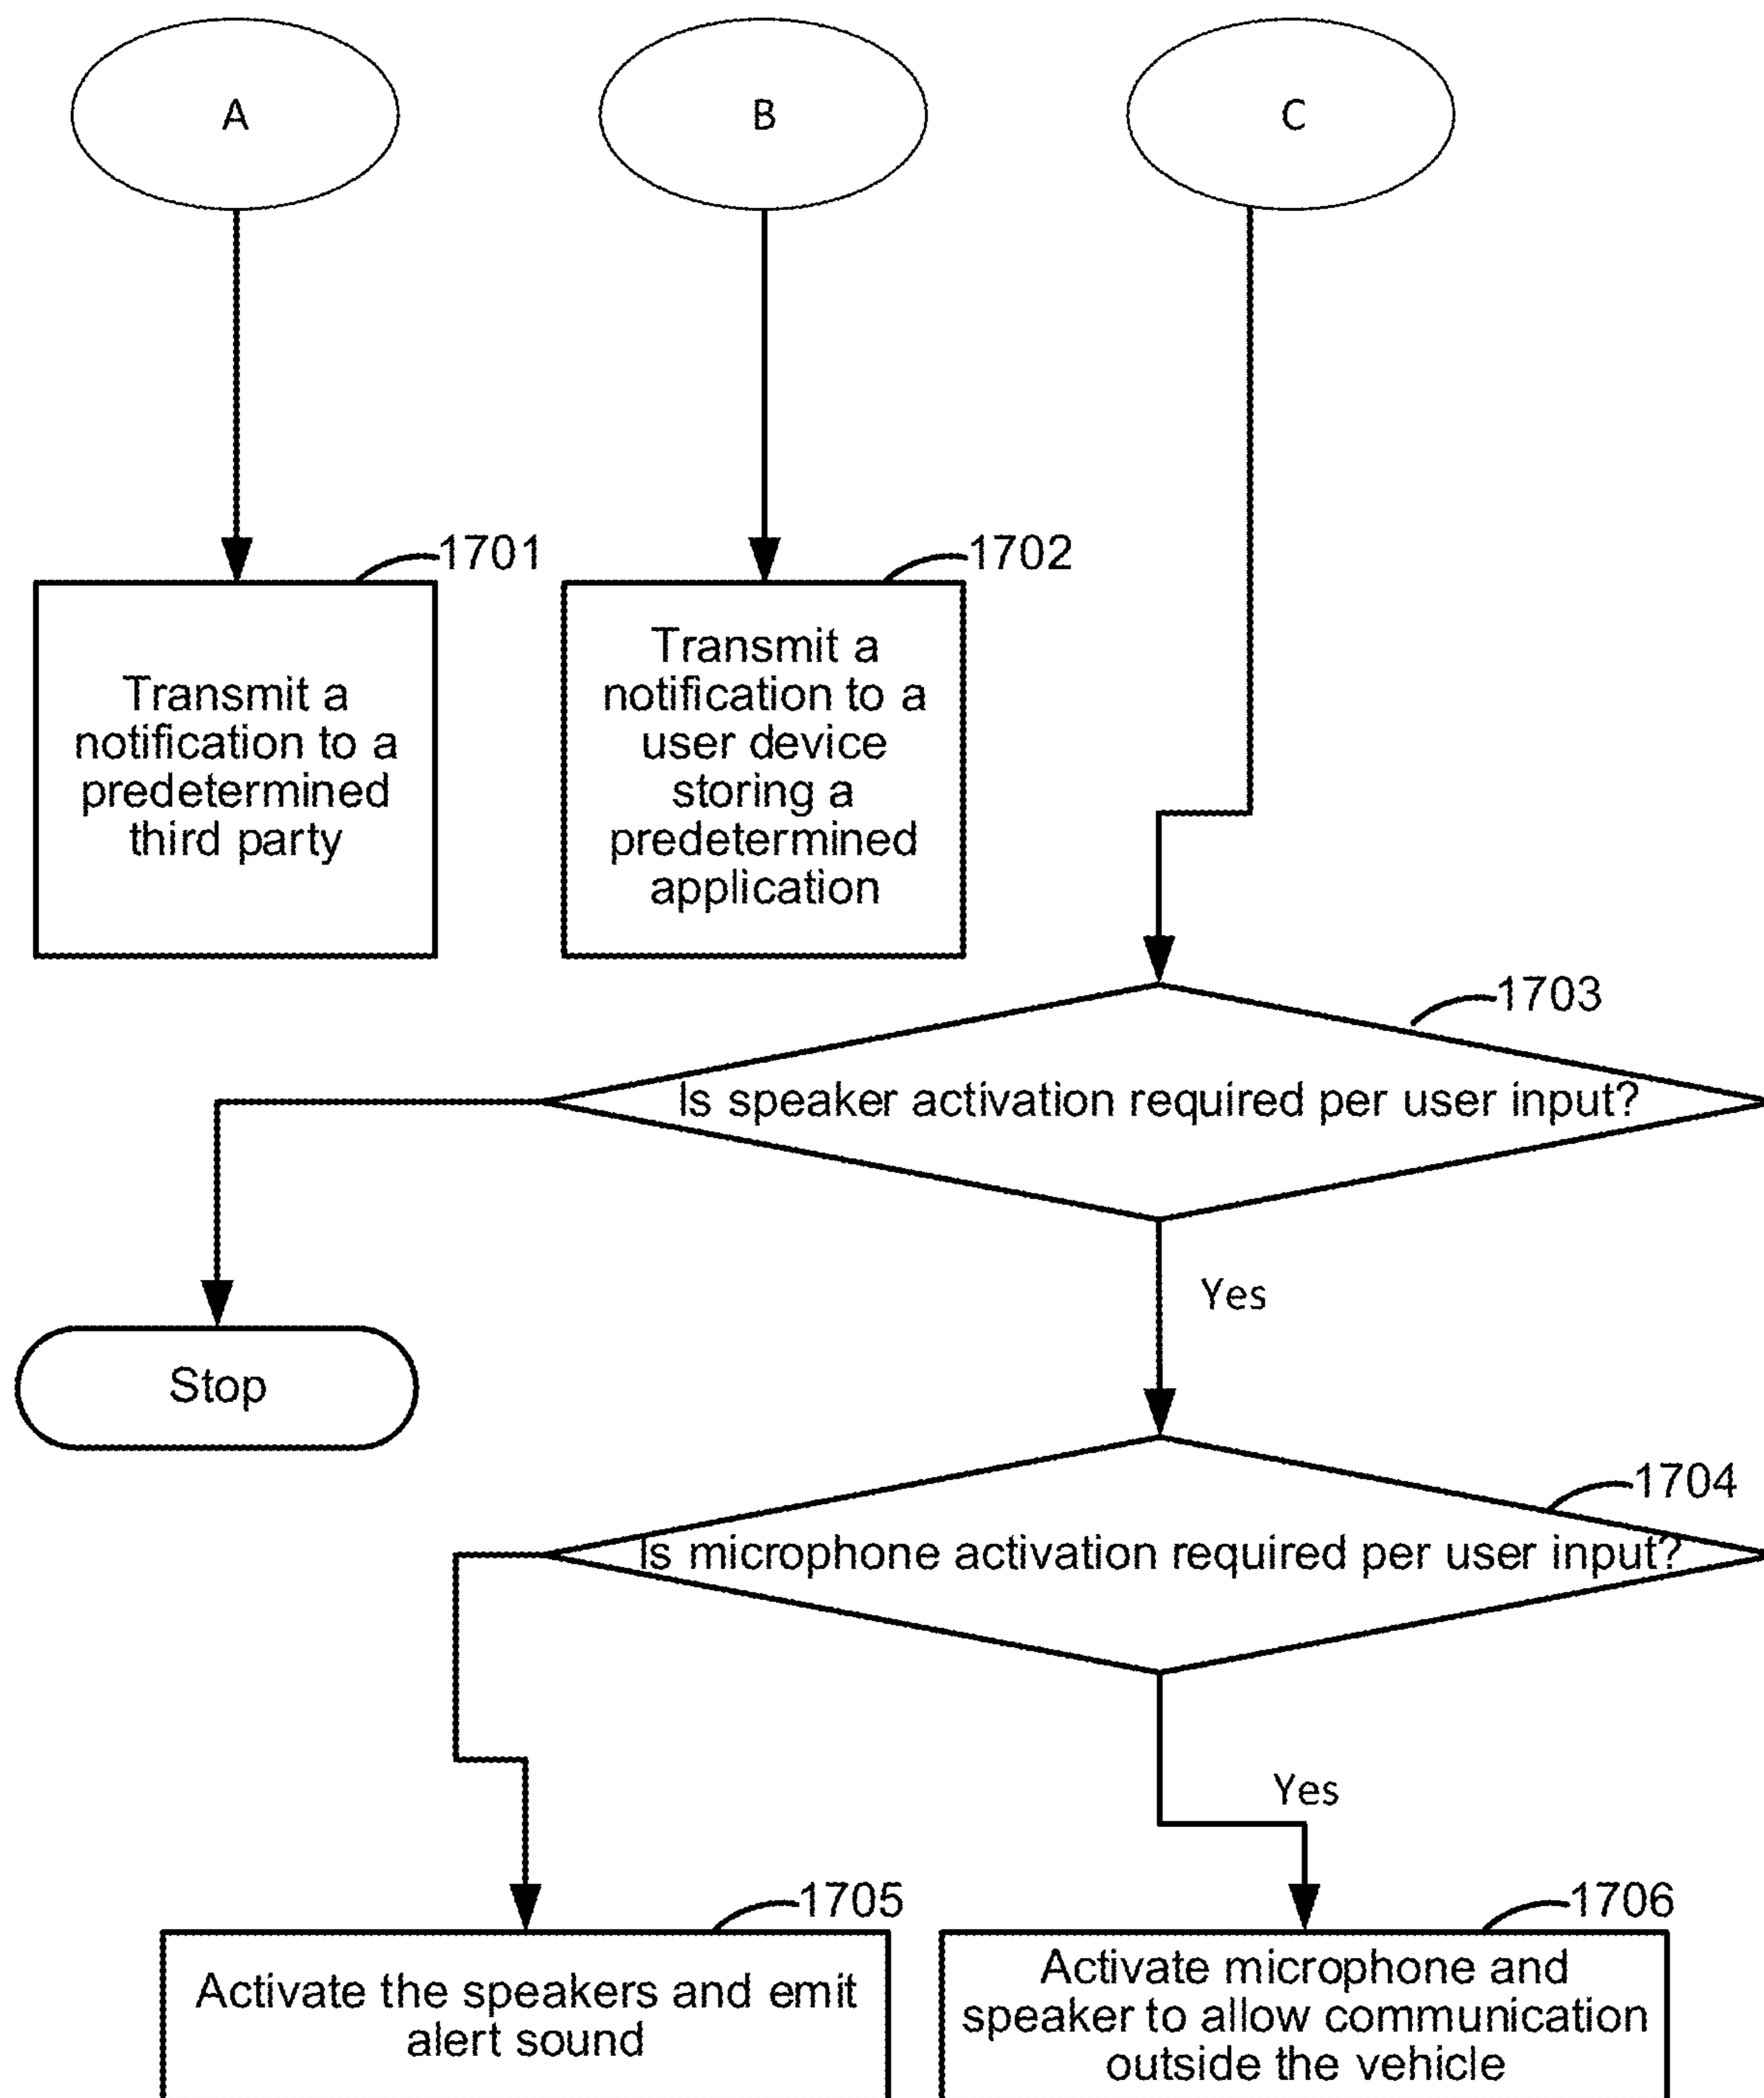 A
B
C
1701
1702
Transmit a
notification to a
predetermined
third party
Transmit a
notification to a
user device
storing a
predetermined
application
1703
Is speaker activation required per user input?
Yes
Stop
1704
Is microphone activation required per user input?
Yes
1705
1706
Activate the speakers and emit
alert sound
Activate microphone and
speaker to allow communication
outside the vehicle